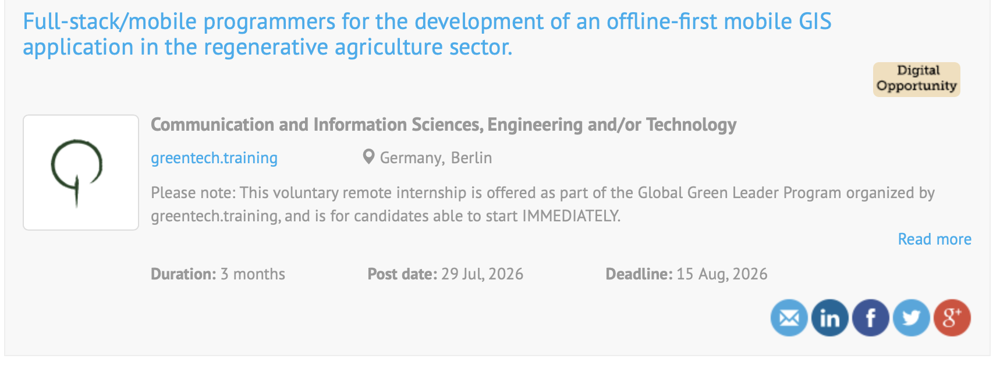 Full-stack/mobile programmers for the development of an offline-first mobile GIS
application in the regenerative agriculture sector.
Digital
Opportunity
Communication and Information Sciences, Engineering and/or Technology
greentech.training
Germany, Berlin
Please note: This voluntary remote internship is offered as part of the Global Green Leader Program organized by
greentech.training, and is for candidates able to start IMMEDIATELY.
Read more
Duration: 3 months
Post date: 29 Jul, 2026
Deadline: 15 Aug, 2026
in
f
g+